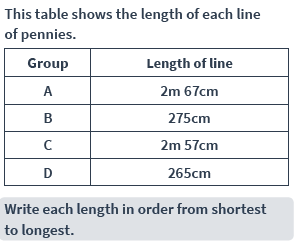 This table shows the length of each line
of pennies.
Group Length of line
A 2m 67cm
B 275cm
C 2m 57cm
D 265cm
Write each length in order from shortest
to longest.